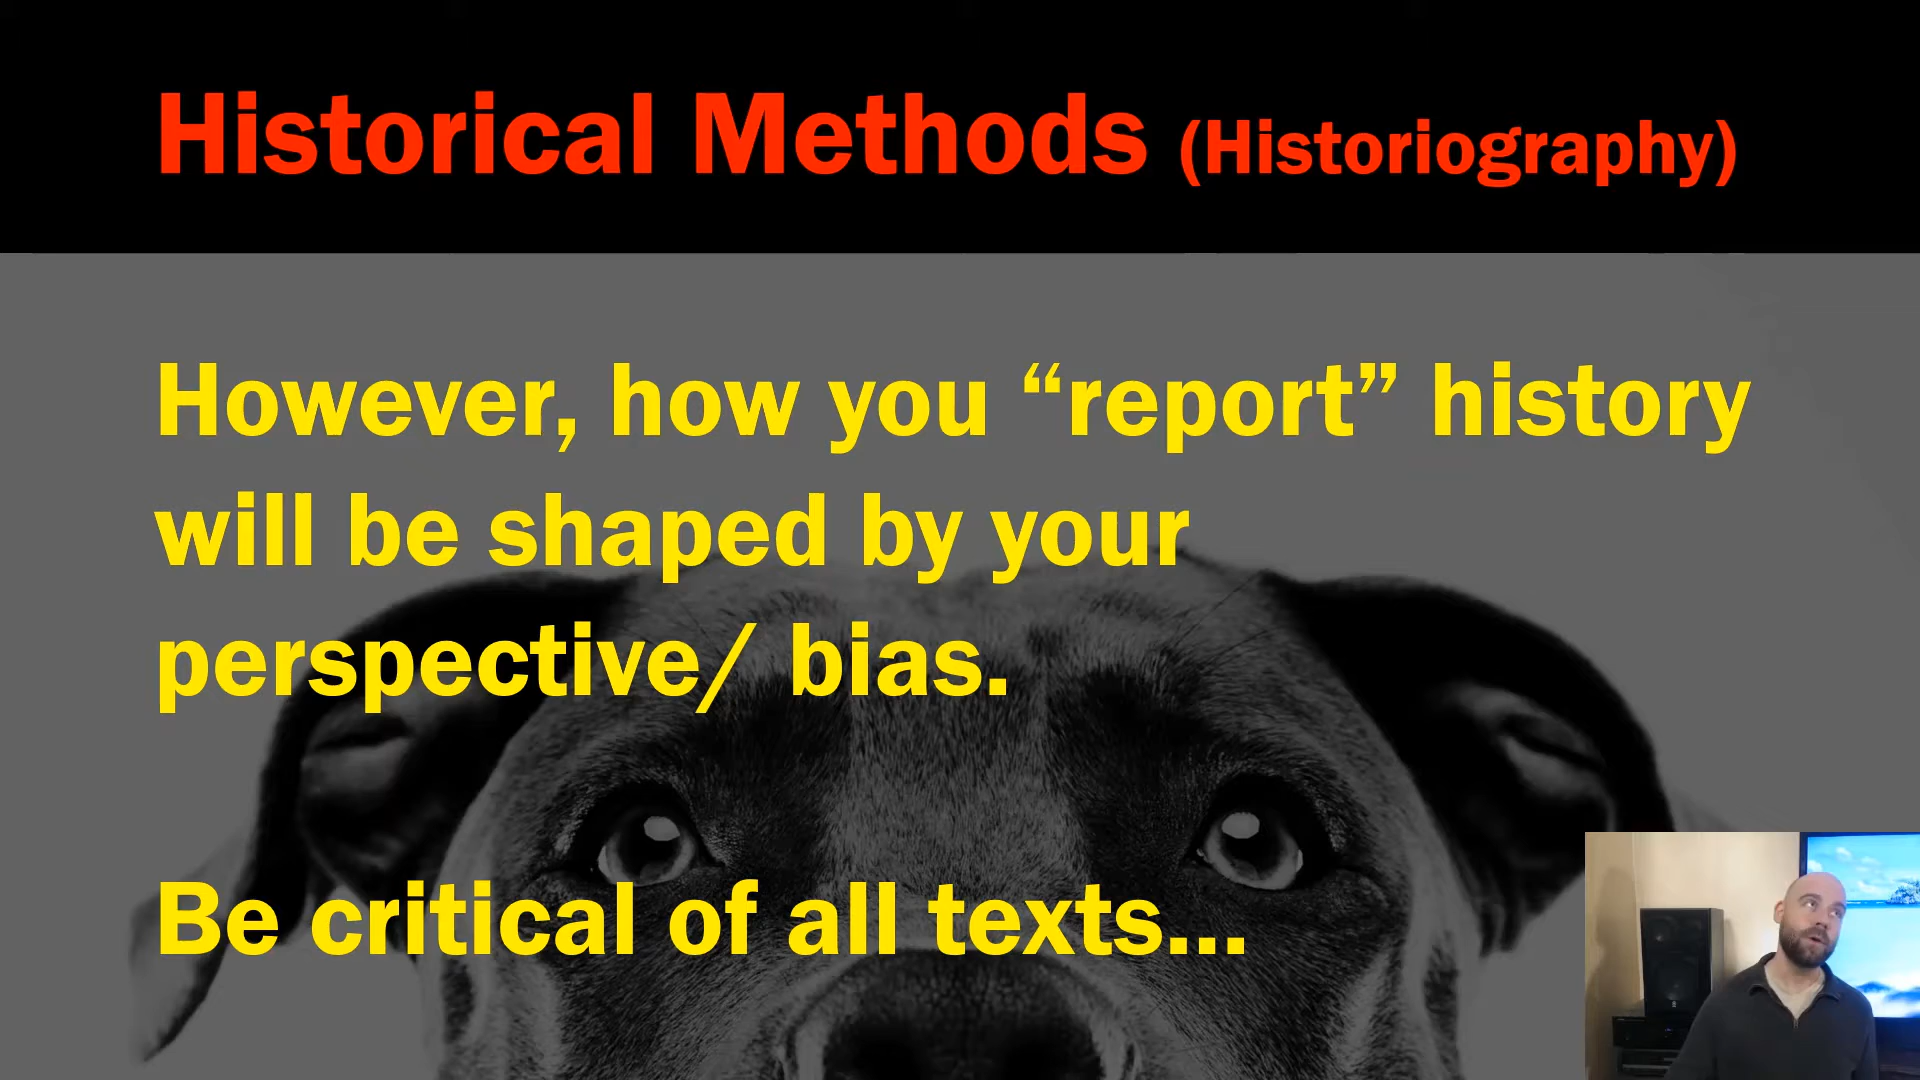 Historical Methods (Historiography)
However, how you “report” history
will be shaped by your
perspective/ bias.
Be critical of all texts...